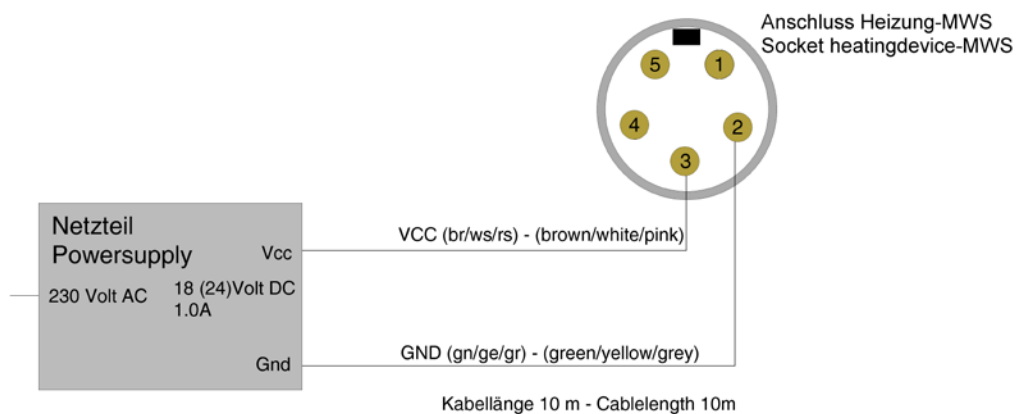 Anschluss Heizung-MWS
Socket heatingdevice-MWS
5
1
4
2
3
Netzteil
Powersupply
Vcc
230 Volt AC
18 (24)Volt DC
1.0A
Gnd
VCC (br/ws/rs) - (brown/white/pink)
GND (gn/ge/gr) - (green/yellow/grey)
Kabellänge 10 m - Cablelength 10m